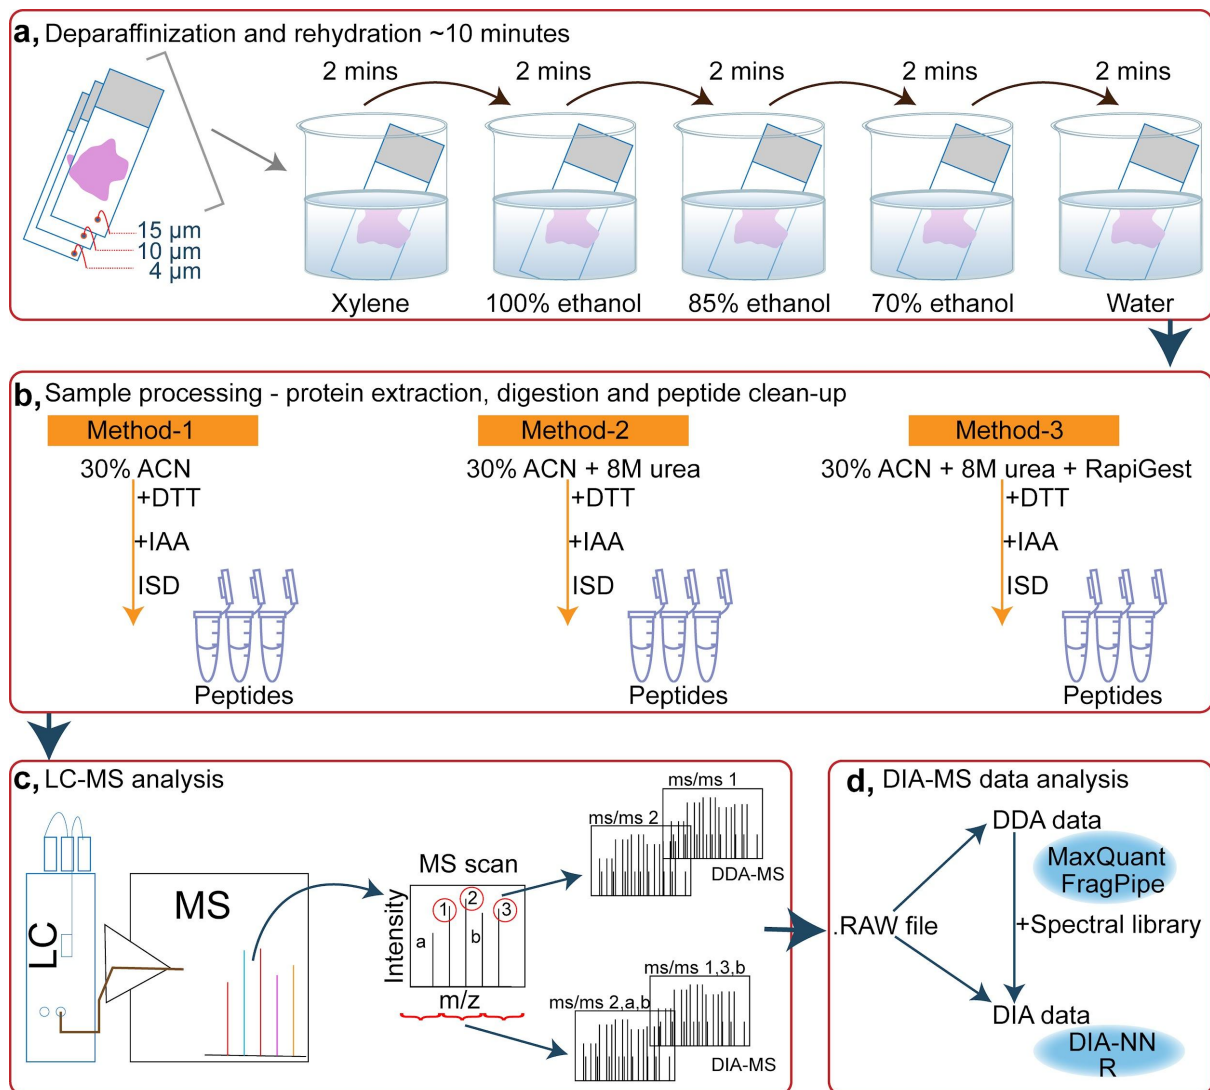 a, Deparaffinization and rehydration ~10 minutes
2 mins 2 mins 2 mins 2 mins 2 mins
15 µm
10 µm
4 µm
Xylene 100% ethanol 85% ethanol 70% ethanol Water
b, Sample processing - protein extraction, digestion and peptide clean-up
Method-1 Method-2 Method-3
30% ACN 30% ACN + 8M urea 30% ACN + 8M urea + RapiGest
+DTT +DTT +DTT
+IAA +IAA +IAA
ISD ISD ISD
Peptides Peptides Peptides
c, LC-MS analysis
LC
MS
MS scan
Intensity
a
1
2
b
3
m/z
ms/ms 1
ms/ms 2
DDA-MS
ms/ms 1,3,b
ms/ms 2,a,b
DIA-MS
d, DIA-MS data analysis
DDA data
MaxQuant
FragPipe
.RAW file
+Spectral library
DIA data
DIA-NN
R